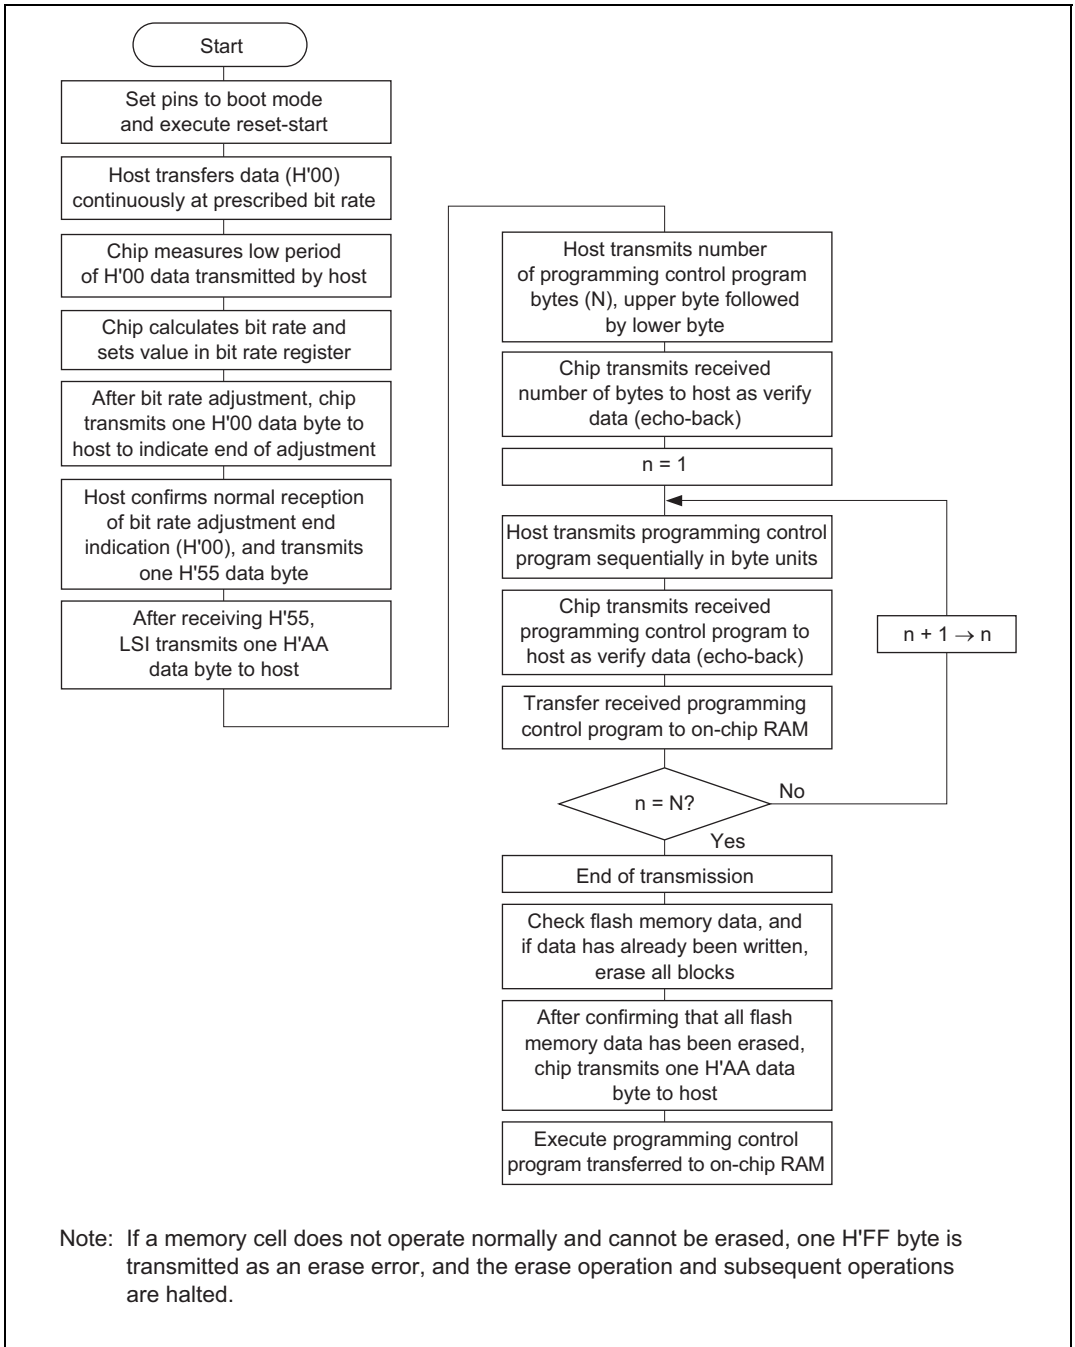 Start
Set pins to boot mode
and execute reset-start
Host transfers data (H'00)
continuously at prescribed bit rate
Chip measures low period
of H'00 data transmitted by host
Chip calculates bit rate and
sets value in bit rate register
After bit rate adjustment, chip
transmits one H'00 data byte to
host to indicate end of adjustment
Host confirms normal reception
of bit rate adjustment end
indication (H'00), and transmits
one H'55 data byte
After receiving H'55,
LSI transmits one H'AA
data byte to host
Host transmits number
of programming control program
bytes (N), upper byte followed
by lower byte
Chip transmits received
number of bytes to host as verify
data (echo-back)
n = 1
Host transmits programming control
program sequentially in byte units
Chip transmits received
programming control program to
host as verify data (echo-back)
n + 1 → n
Transfer received programming
control program to on-chip RAM
n = N?
No
Yes
End of transmission
Check flash memory data, and
if data has already been written,
erase all blocks
After confirming that all flash
memory data has been erased,
chip transmits one H'AA data
byte to host
Execute programming control
program transferred to on-chip RAM
Note: If a memory cell does not operate normally and cannot be erased, one H'FF byte is
transmitted as an erase error, and the erase operation and subsequent operations
are halted.